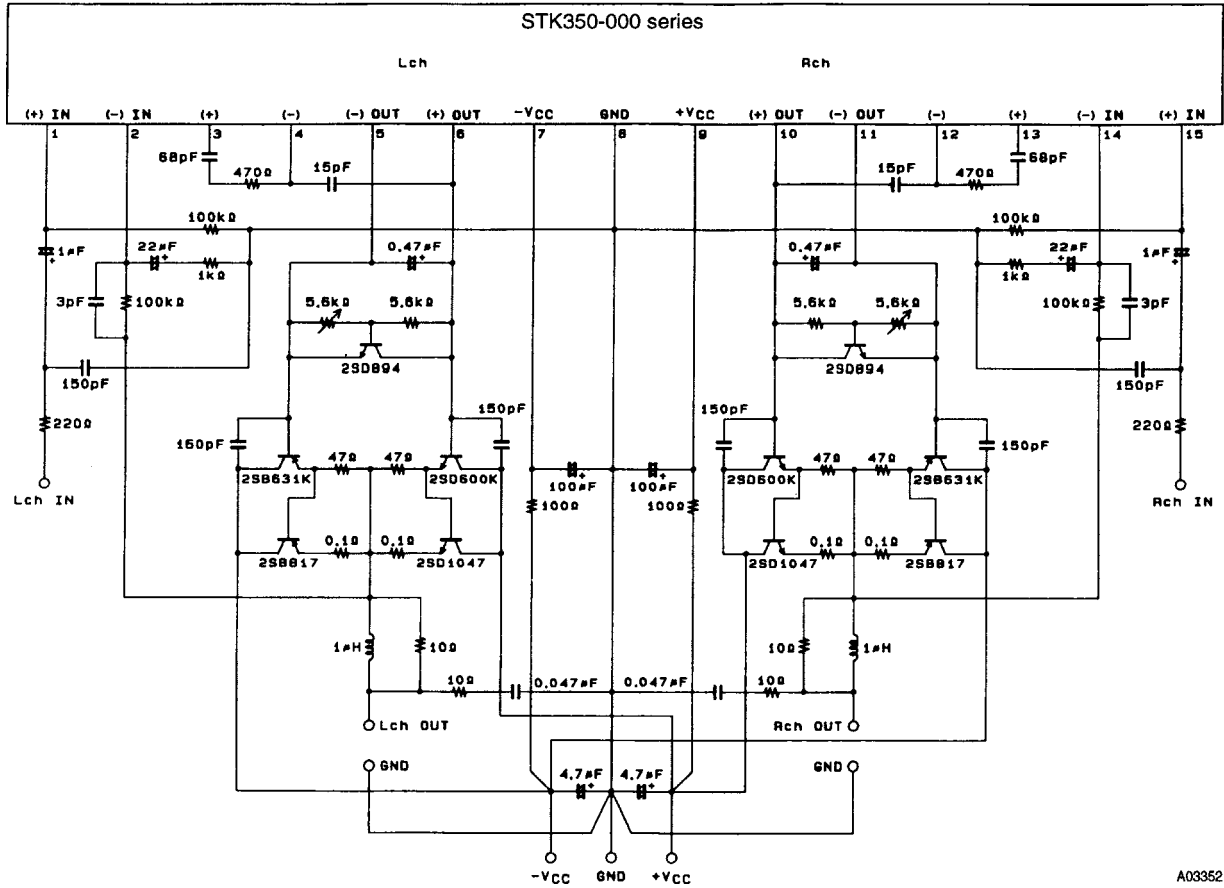 STK350-000 series
Lch Rch
(+) IN (-) IN (+) (-) (-) OUT (+) OUT -VCC GND +VCC (+) OUT (-) OUT (-) (+) (-) IN (+) IN
1 2 3 4 5 6 7 8 9 10 11 12 13 14 15
68pF 15pF 15pF 68pF
470Ω 470Ω
100kΩ 100kΩ
1µF 22µF 0.47µF 0.47µF 22µF 1µF
1kΩ 1kΩ
3pF 100kΩ 5.6kΩ 5.6kΩ 5.6kΩ 5.6kΩ 100kΩ 3pF
2SD894 2SD894
150pF 150pF
220Ω 150pF 150pF 150pF 150pF 220Ω
47Ω 47Ω 47Ω 47Ω
2SB631K 2SD600K 2SD600K 2SB631K
Lch IN 100µF 100µF Rch IN
100Ω 100Ω
0.1Ω 0.1Ω 0.1Ω 0.1Ω
2SB817 2SD1047 2SD1047 2SB817
1µH 10Ω 10Ω 1µH
10Ω 0.047µF 0.047µF 10Ω
Lch OUT Rch OUT
GND GND
4.7µF 4.7µF
-VCC GND +VCC
A03352